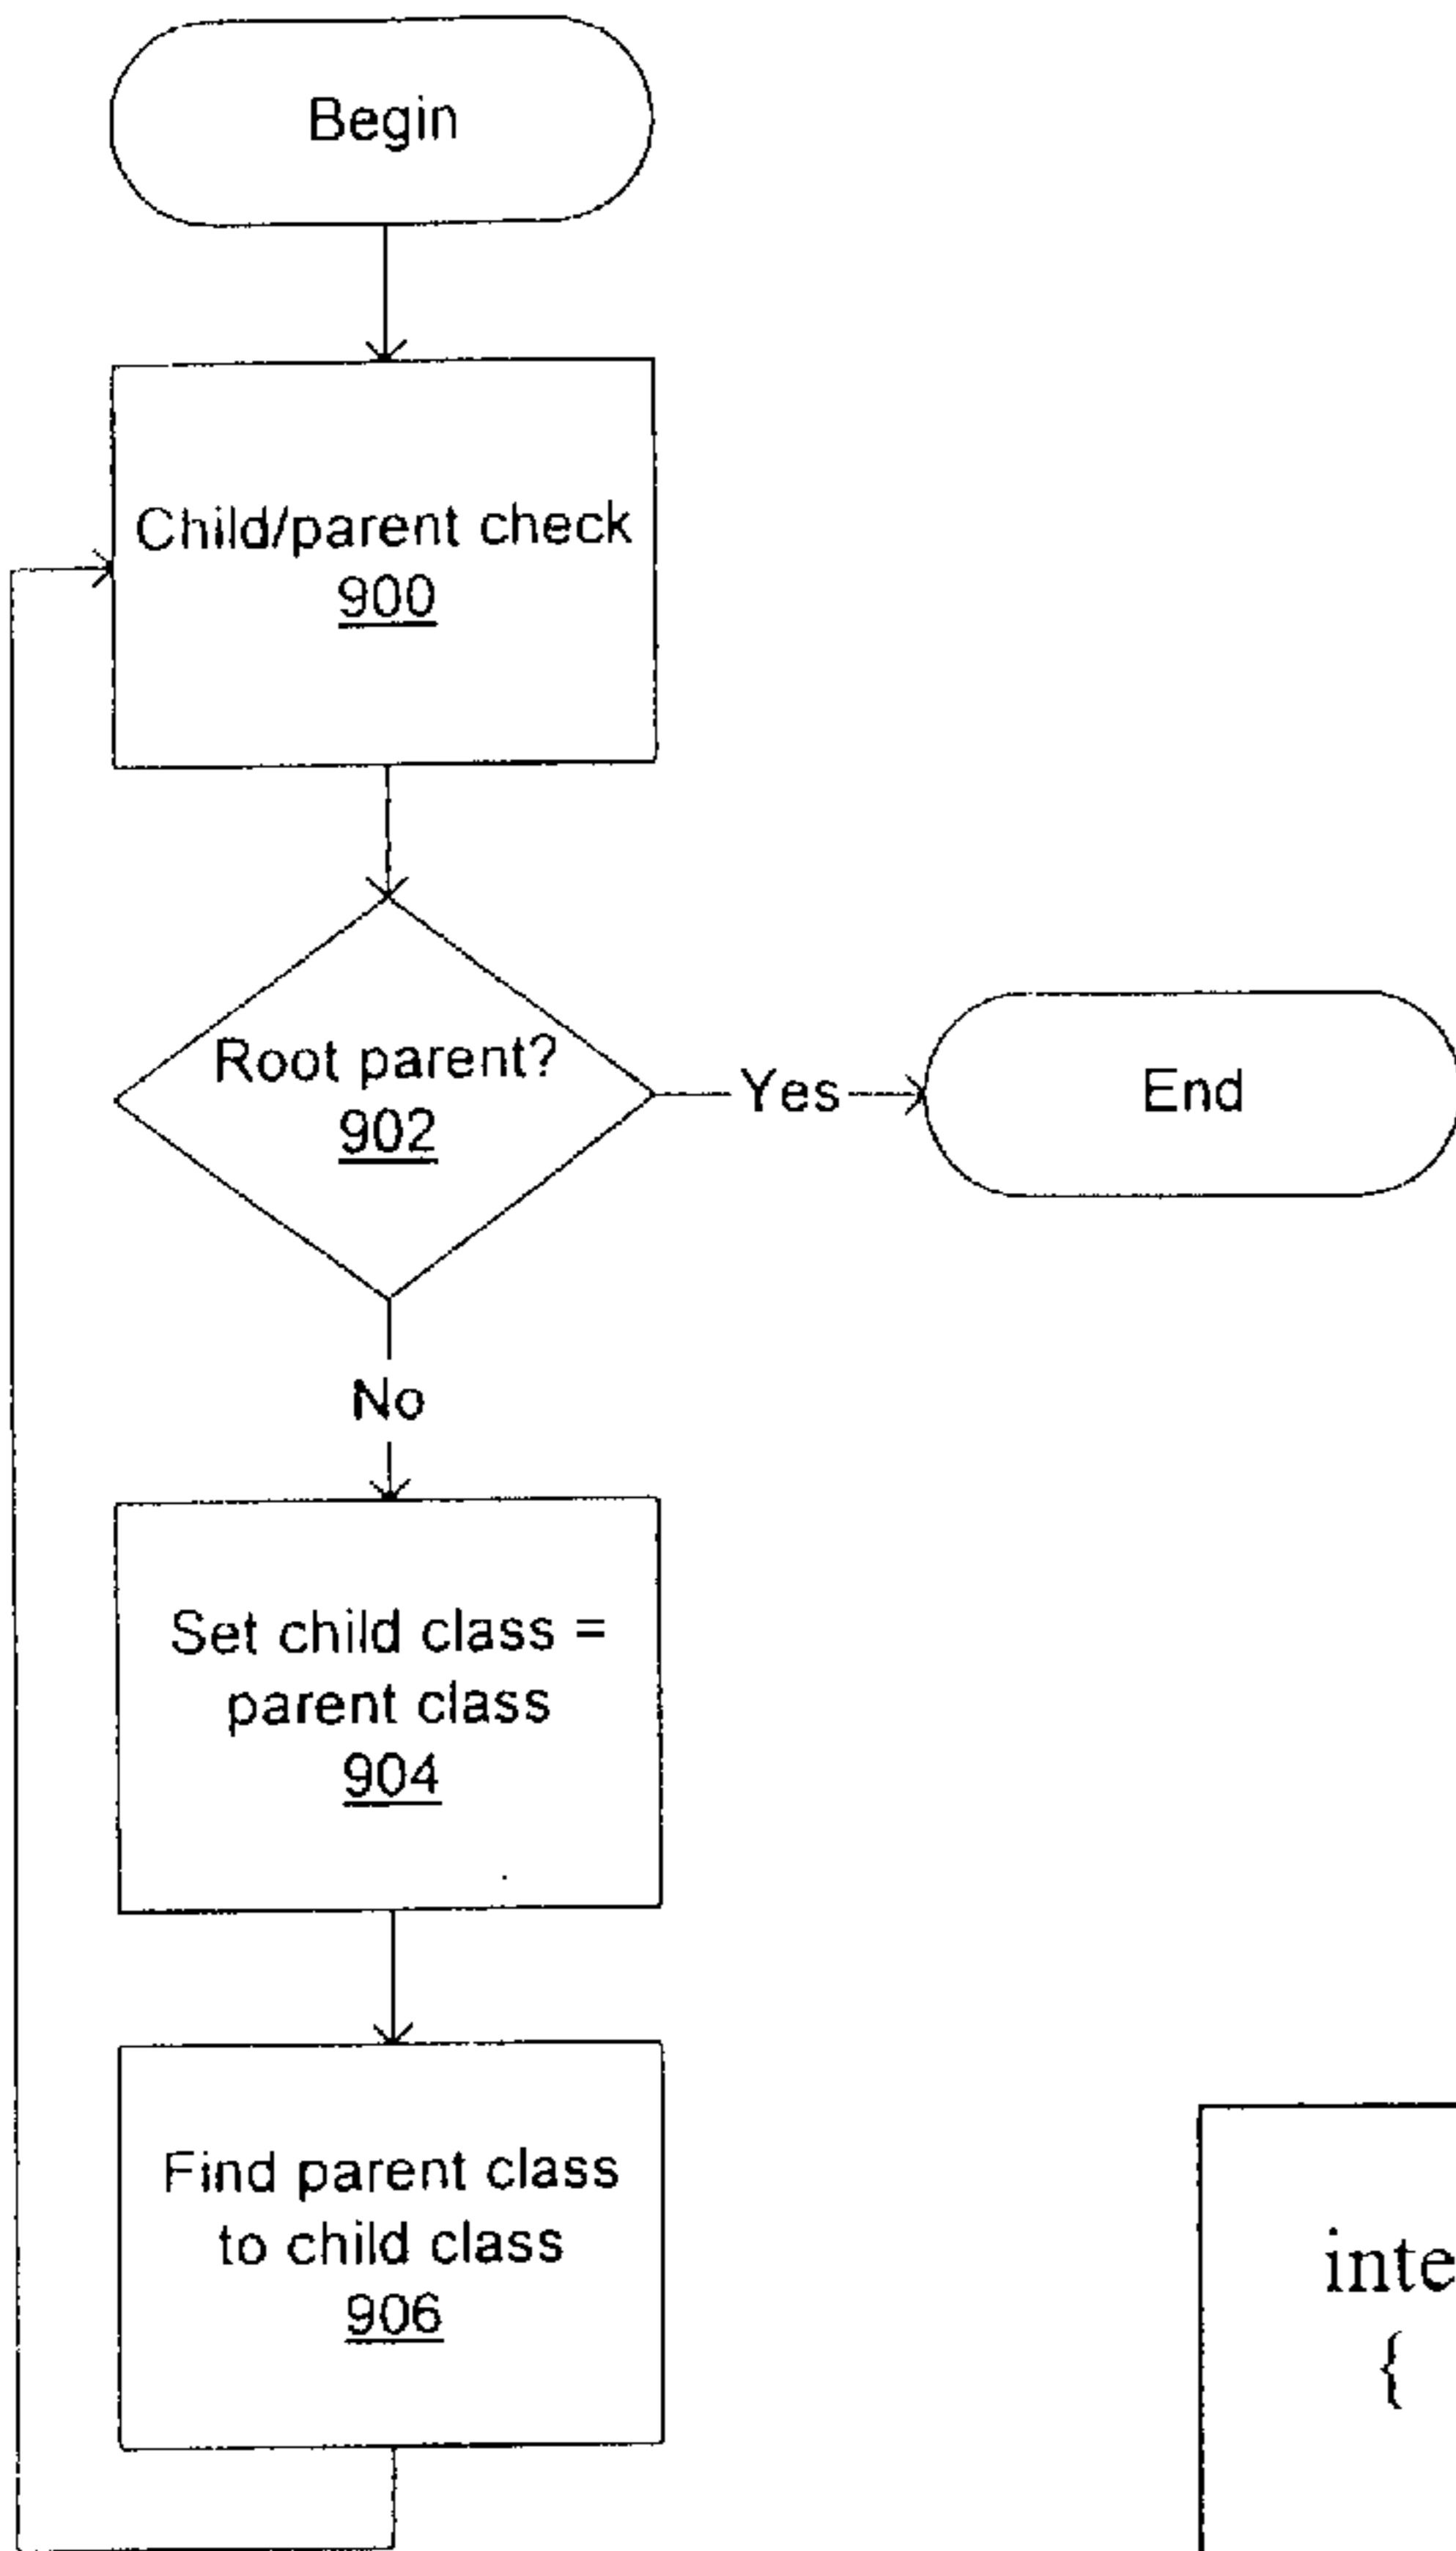 Begin
Child/parent check
900
Root parent?
902
Yes
End
No
Set child class =
parent class
904
Find parent class
to child class
906
inte
{